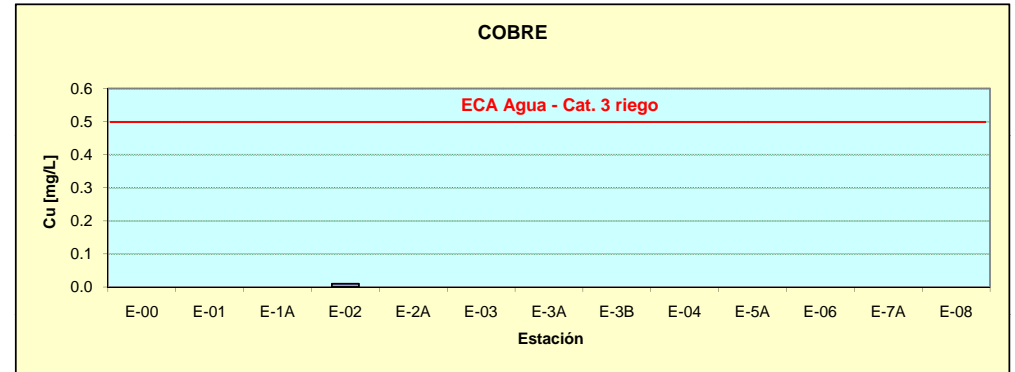 COBRE
0.6
ECA Agua - Cat. 3 riego
0.5
0.4
0.3
0.2
0.1
0.0
Cu [mg/L]
E-00 E-01 E-1A E-02 E-2A E-03 E-3A E-3B E-04 E-5A E-06 E-7A E-08
Estación